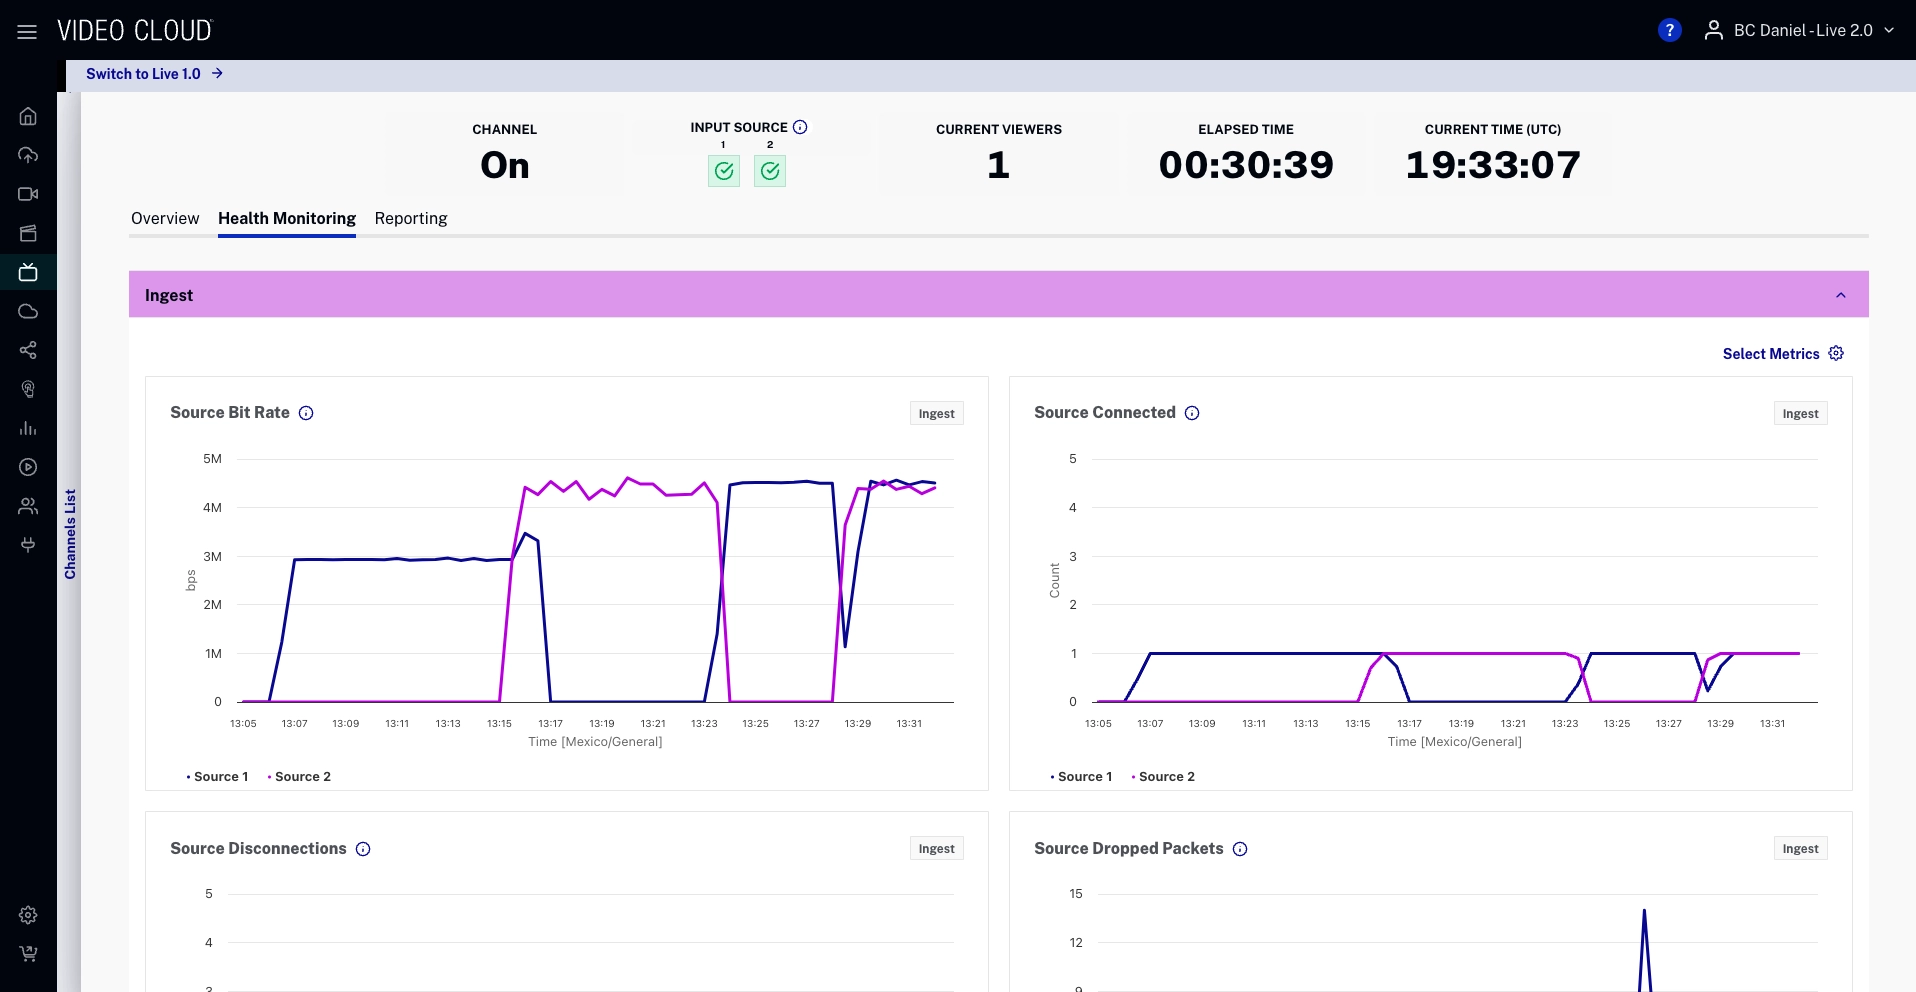 VIDEO CLOUD
?
BC Daniel - Live 2.0
Switch to Live 1.0
Channels List
CHANNEL
On
INPUT SOURCE
1 2
CURRENT VIEWERS
1
ELAPSED TIME
00:30:39
CURRENT TIME (UTC)
19:33:07
Overview Health Monitoring Reporting
Ingest
Select Metrics
Source Bit Rate
Ingest
5M
4M
3M
2M
1M
0
bps
13:05 13:07 13:09 13:11 13:13 13:15 13:17 13:19 13:21 13:23 13:25 13:27 13:29 13:31
Time [Mexico/General]
Source 1 Source 2
Source Connected
Ingest
5
4
3
2
1
0
Count
13:05 13:07 13:09 13:11 13:13 13:15 13:17 13:19 13:21 13:23 13:25 13:27 13:29 13:31
Time [Mexico/General]
Source 1 Source 2
Source Disconnections
Ingest
5
4
3
Source Dropped Packets
Ingest
15
12
9